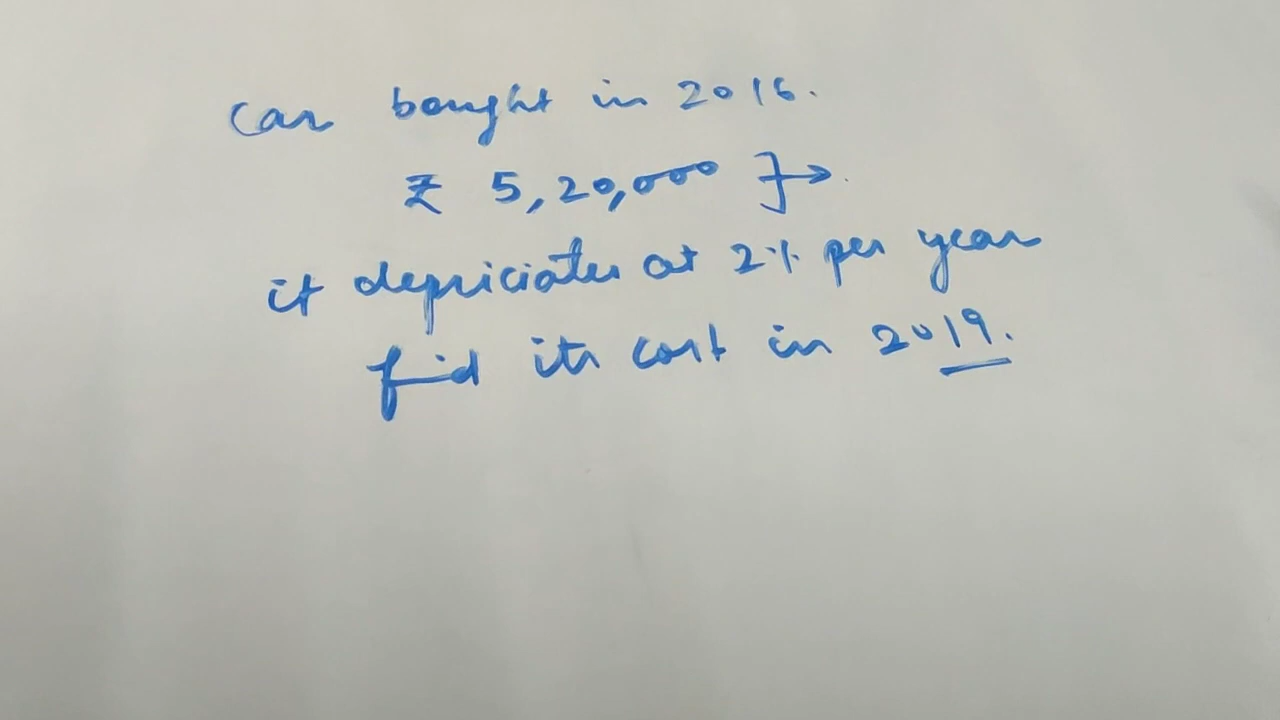 Car bought in 2016.
₹ 5,20,000 }→.
it depriciates at 2% per year
find its cost in 2019.